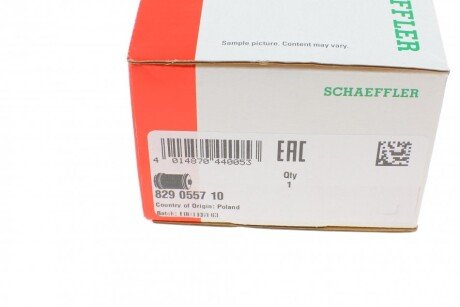 SCHAEFFLER
Sample picture. Content may vary.
SCHAEFFLER
4 014870 440053
EAC
Qty
1
829 0557 10
Country of Origin: Poland
Batch: